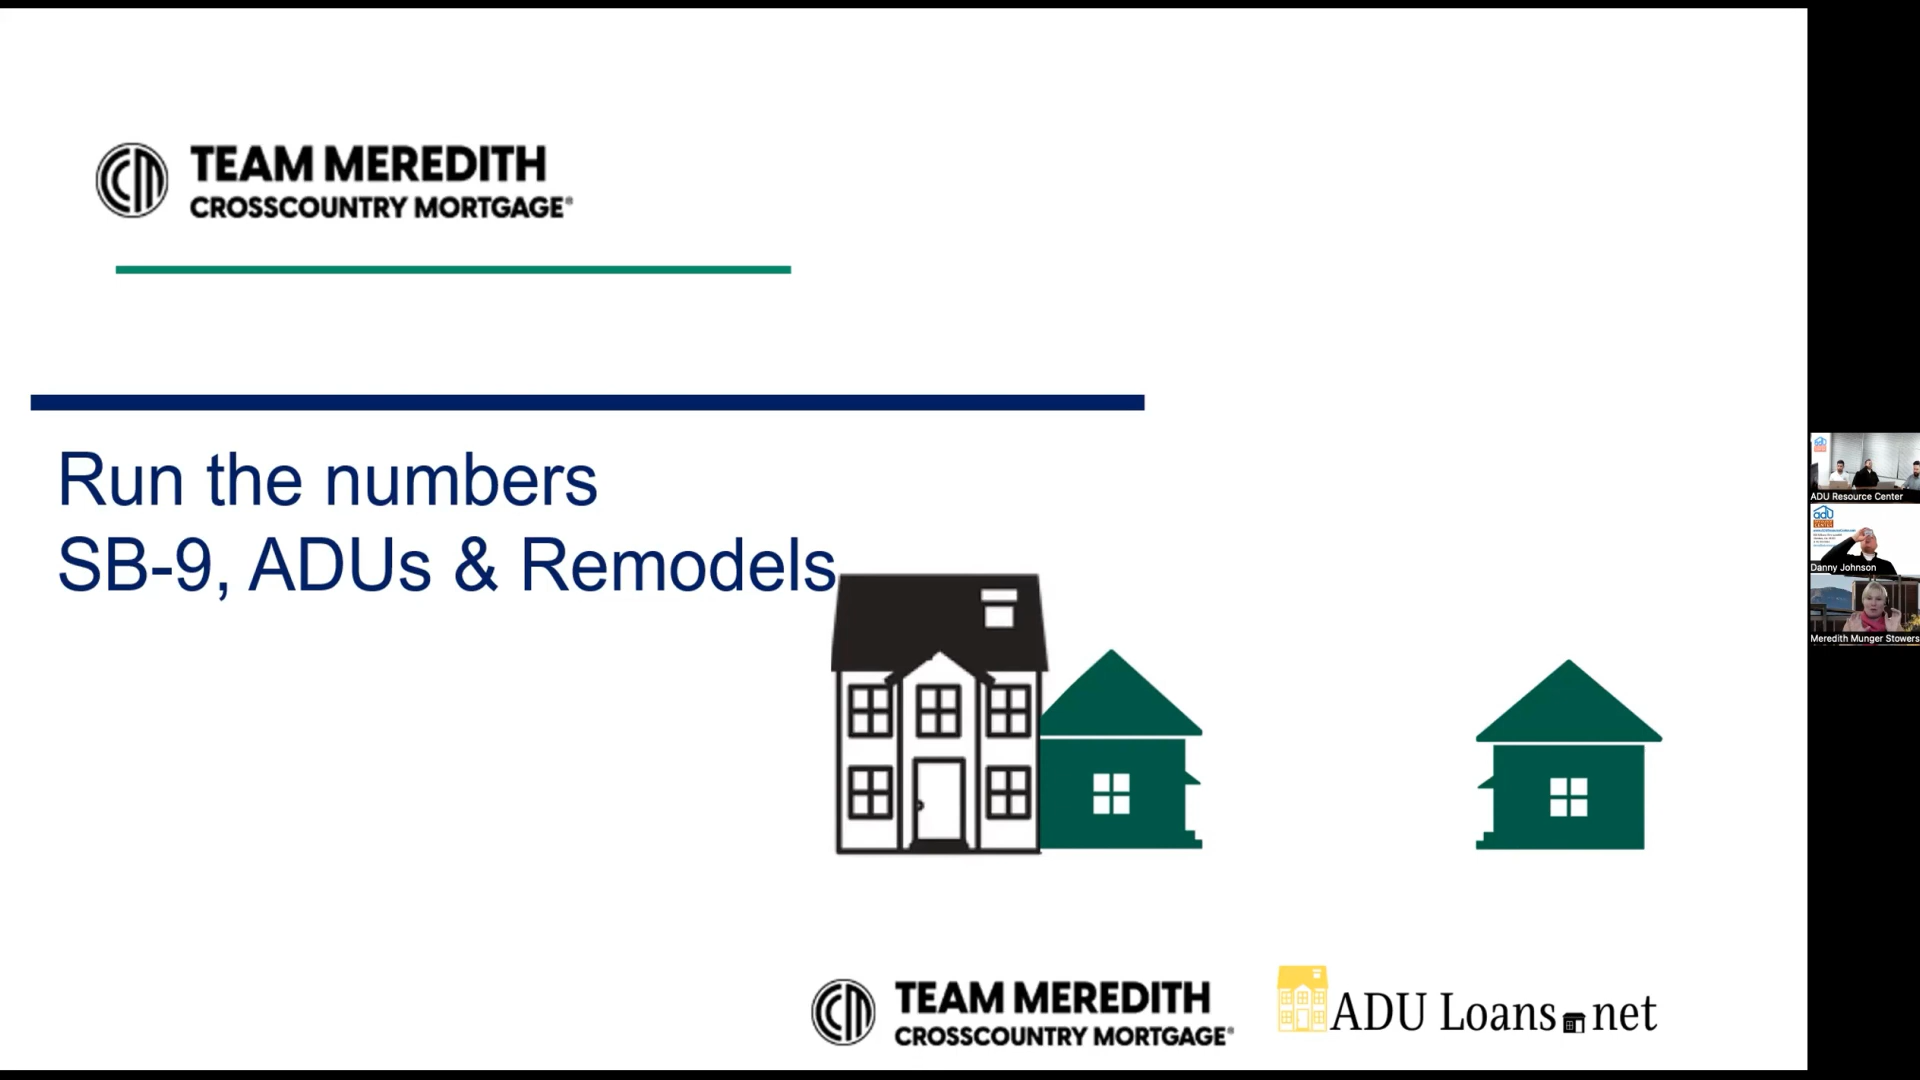 TEAM MEREDITH
CROSSCOUNTRY MORTGAGE®
Run the numbers
SB-9, ADUs & Remodels
TEAM MEREDITH
CROSSCOUNTRY MORTGAGE®
ADU Loans.net
ADU Resource Center
adu
Danny Johnson
Meredith Munger Stowers